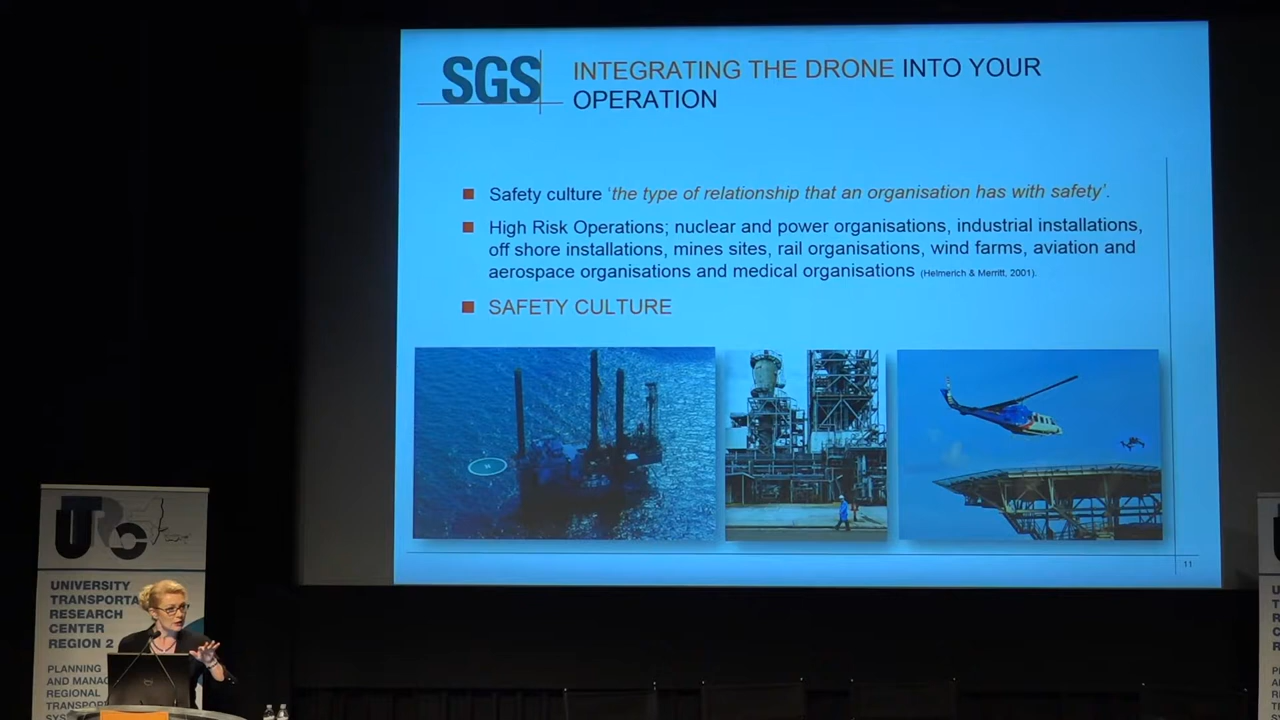 SGS
INTEGRATING THE DRONE INTO YOUR
OPERATION
Safety culture ‘the type of relationship that an organisation has with safety’.
High Risk Operations; nuclear and power organisations, industrial installations,
off shore installations, mines sites, rail organisations, wind farms, aviation and
aerospace organisations and medical organisations (Helmerich & Merritt, 2001).
SAFETY CULTURE
H
11
UTRC
UNIVERSITY
TRANSPORTA
RESEARCH
CENTER
REGION 2
PLANNING
AND MANAG
REGIONAL
TRANSPOR
SYS